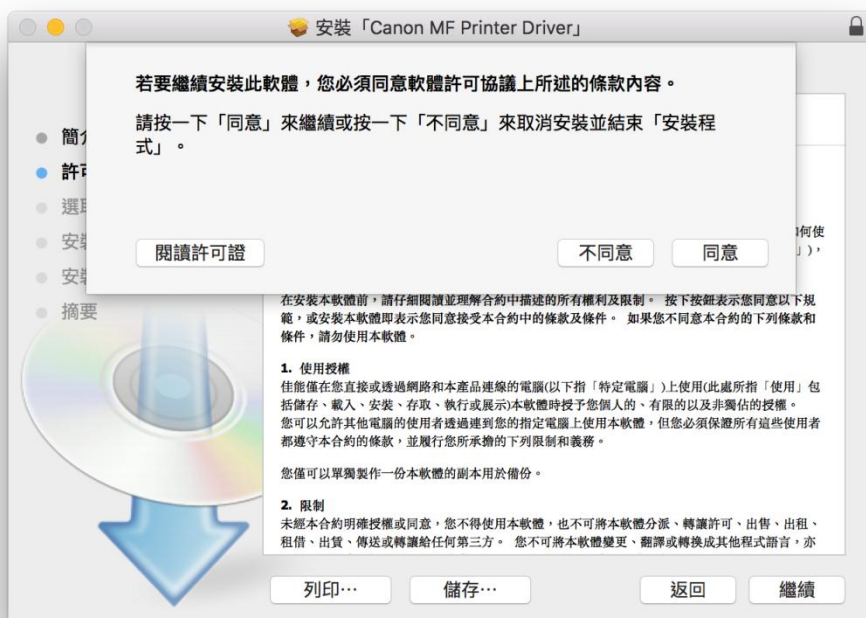 安裝「Canon MF Printer Driver」
若要繼續安裝此軟體，您必須同意軟體許可協議上所述的條款內容。
請按一下「同意」來繼續或按一下「不同意」來取消安裝並結束「安裝程
式」。
閱讀許可證
不同意
同意
簡介
許可
選取
安裝
安裝
摘要
何使
」)，
在安裝本軟體前，請仔細閱讀並理解合約中描述的所有權利及限制。 按下按鈕表示您同意以下規
範，或安裝本軟體即表示您同意接受本合約中的條款及條件。 如果您不同意本合約的下列條款和
條件，請勿使用本軟體。
1. 使用授權
佳能僅在您直接或透過網路和本產品連線的電腦(以下指「特定電腦」)上使用(此處所指「使用」包
括儲存、載入、安裝、存取、執行或展示)本軟體時授予您個人的、有限的以及非獨佔的授權。
您可以允許其他電腦的使用者透過連到您的指定電腦上使用本軟體，但您必須保證所有這些使用者
都遵守本合約的條款，並履行您所承擔的下列限制和義務。
您僅可以單獨製作一份本軟體的副本用於備份。
2. 限制
未經本合約明確授權或同意，您不得使用本軟體，也不可將本軟體分派、轉讓許可、出售、出租、
租借、出賃、傳送或轉讓給任何第三方。 您不可將本軟體變更、翻譯或轉換成其他程式語言，亦
列印⋯
儲存⋯
返回
繼續